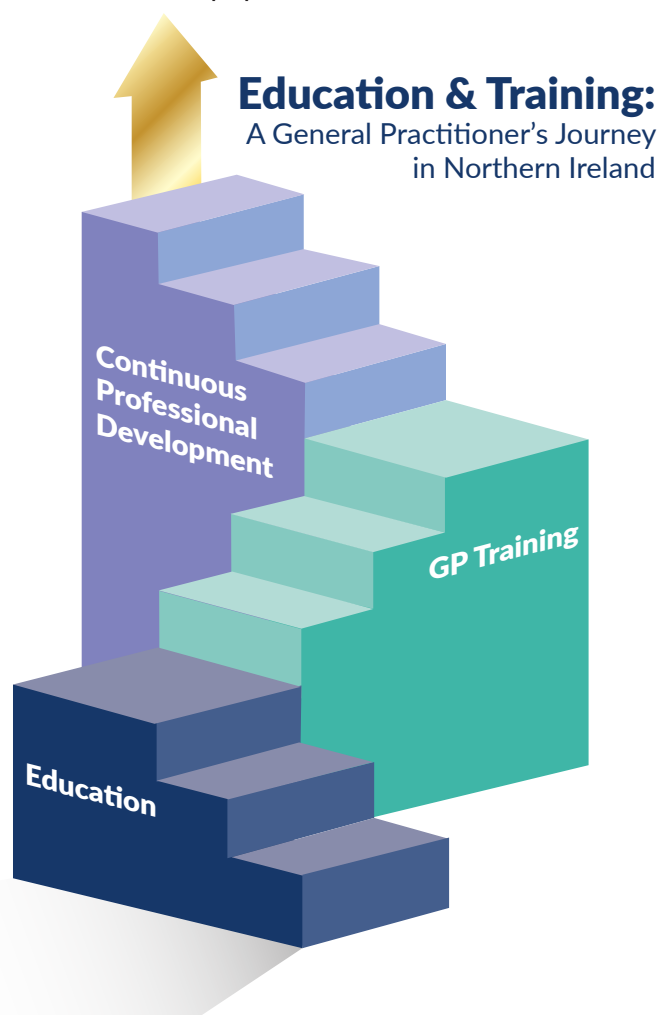 Education & Training:
A General Practitioner’s Journey
in Northern Ireland
Continuous
Professional
Development
GP Training
Education